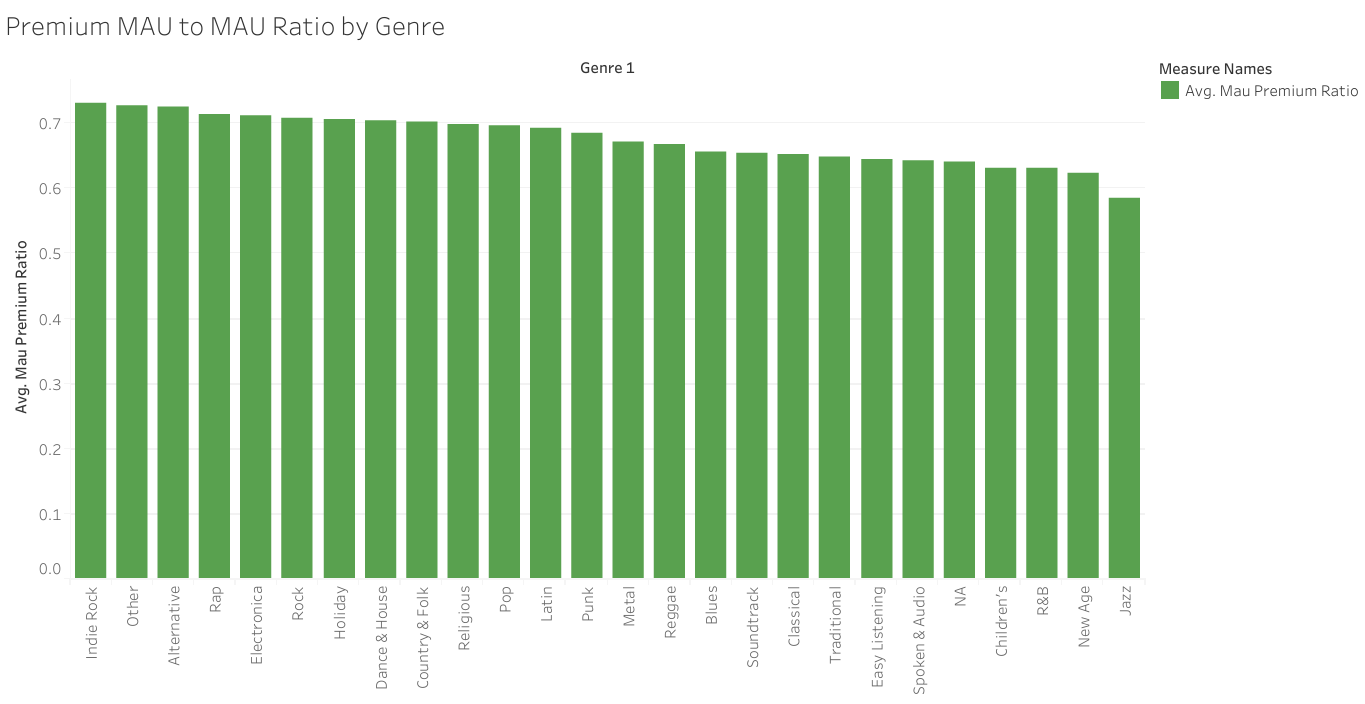 Premium MAU to MAU Ratio by Genre
Genre 1
Measure Names
Avg. Mau Premium Ratio
Avg. Mau Premium Ratio
0.7
0.6
0.5
0.4
0.3
0.2
0.1
0.0
Indie Rock
Other
Alternative
Rap
Electronica
Rock
Holiday
Dance & House
Country & Folk
Religious
Pop
Latin
Punk
Metal
Reggae
Blues
Soundtrack
Classical
Traditional
Easy Listening
Spoken & Audio
NA
Children's
R&B
New Age
Jazz